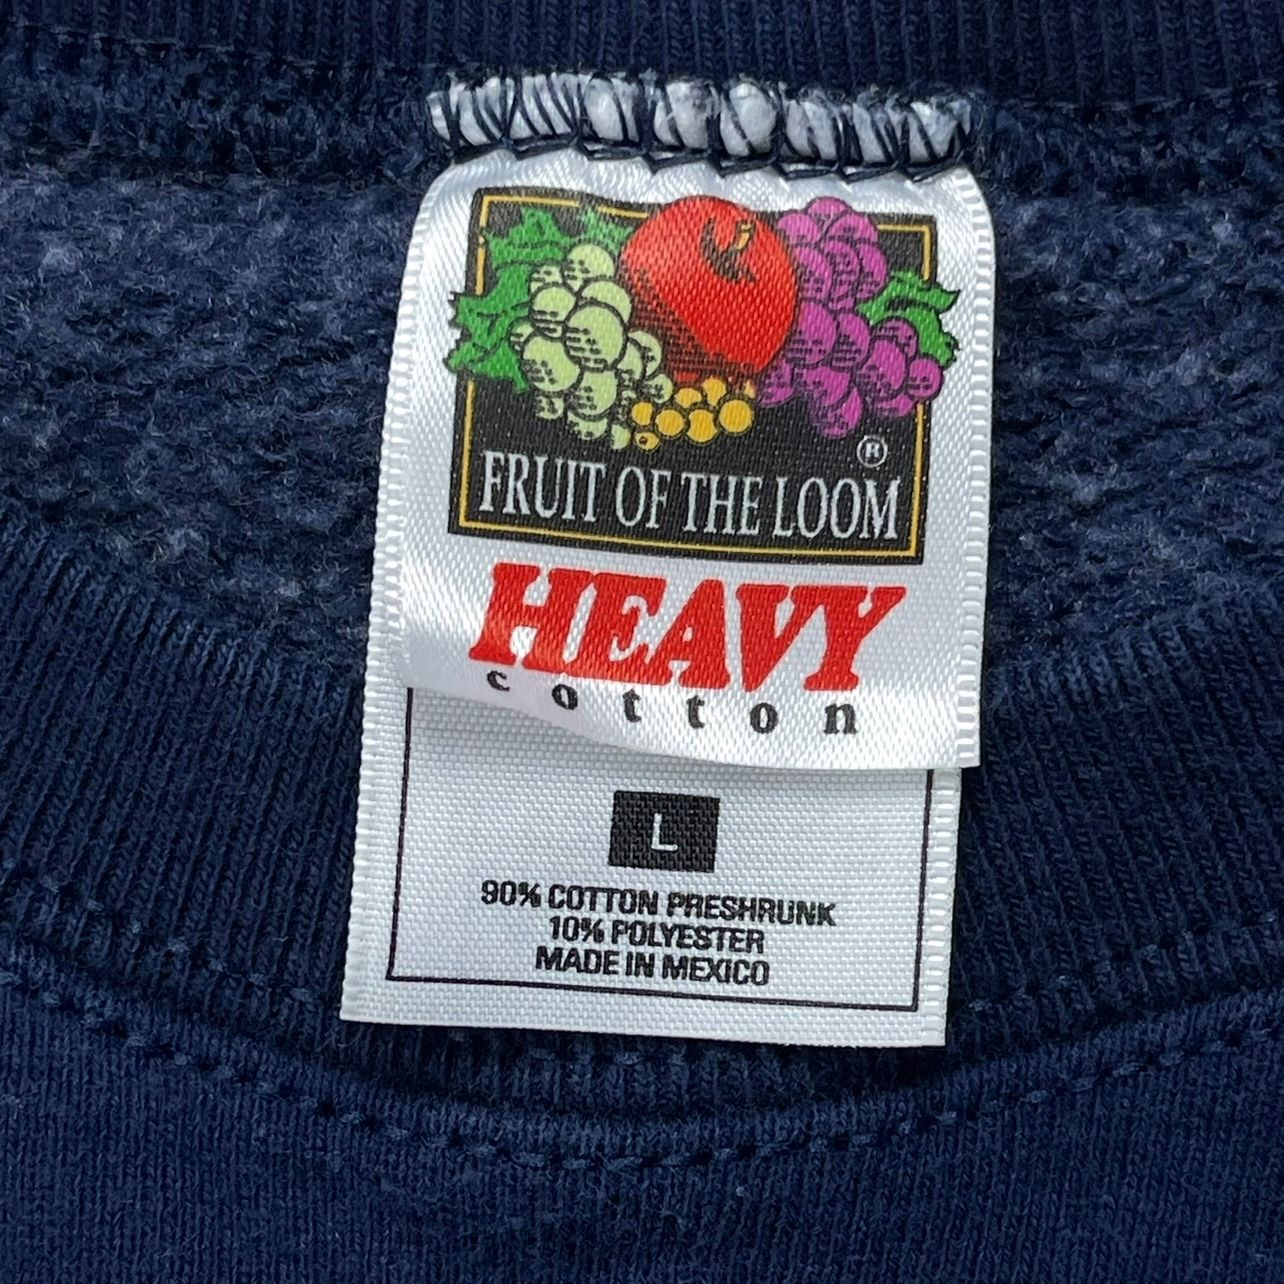 ®
FRUIT OF THE LOOM
HEAVY
cotton
L
90% COTTON PRESHRUNK
10% POLYESTER
MADE IN MEXICO